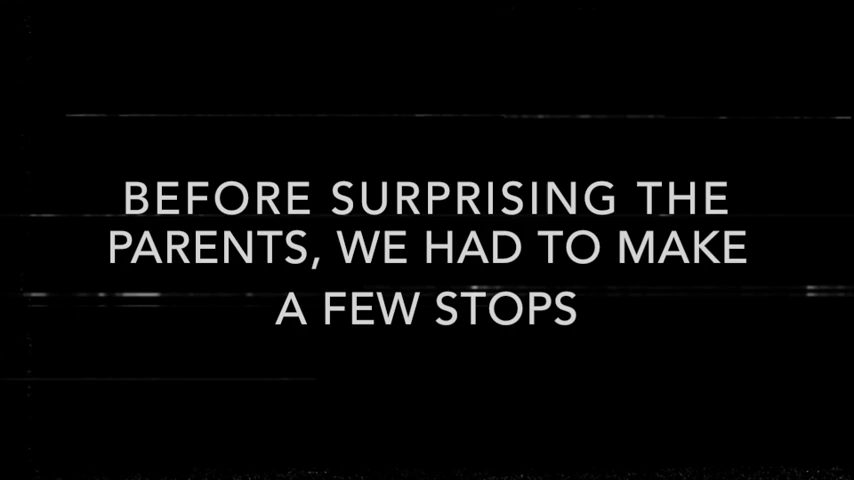 BEFORE SURPRISING THE
PARENTS, WE HAD TO MAKE
A FEW STOPS